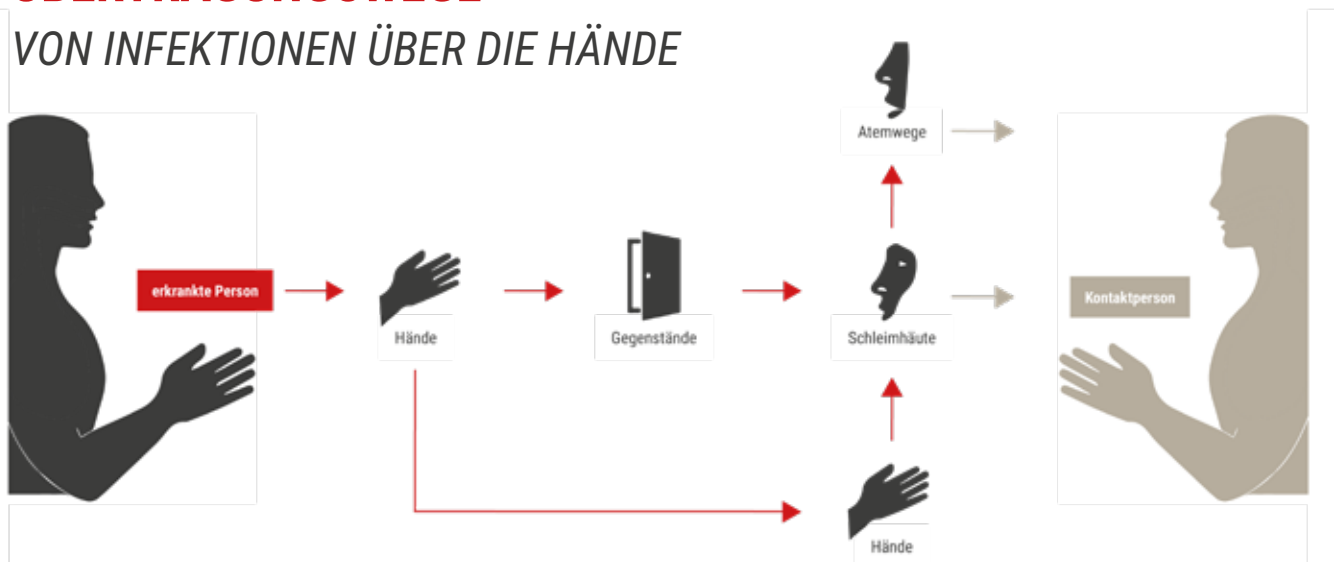 VON INFEKTIONEN ÜBER DIE HÄNDE
Atemwege
erkrankte Person
Kontaktperson
Hände
Gegenstände
Schleimhäute
Hände